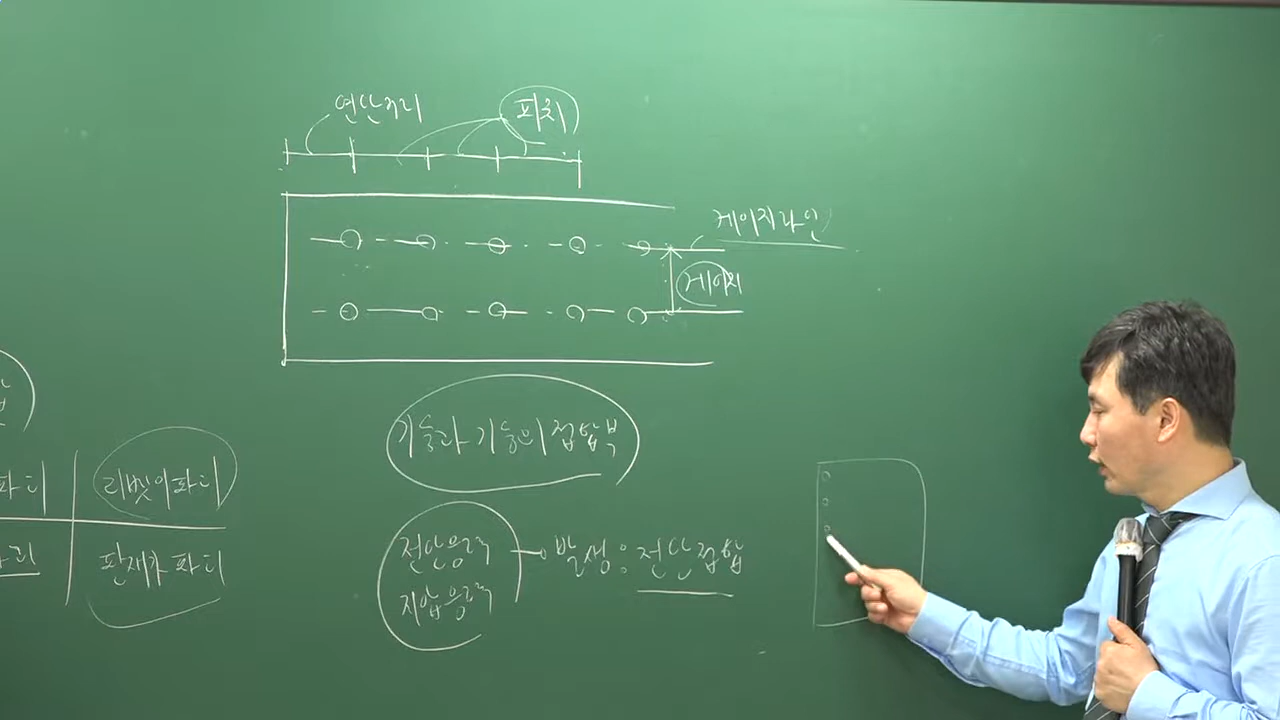 연단거리
피치
게이지라인
게이지
기둥과 기둥의 접합부
리벳이 파괴
판재가 파괴
전단응력
지압응력
발생: 전단접합